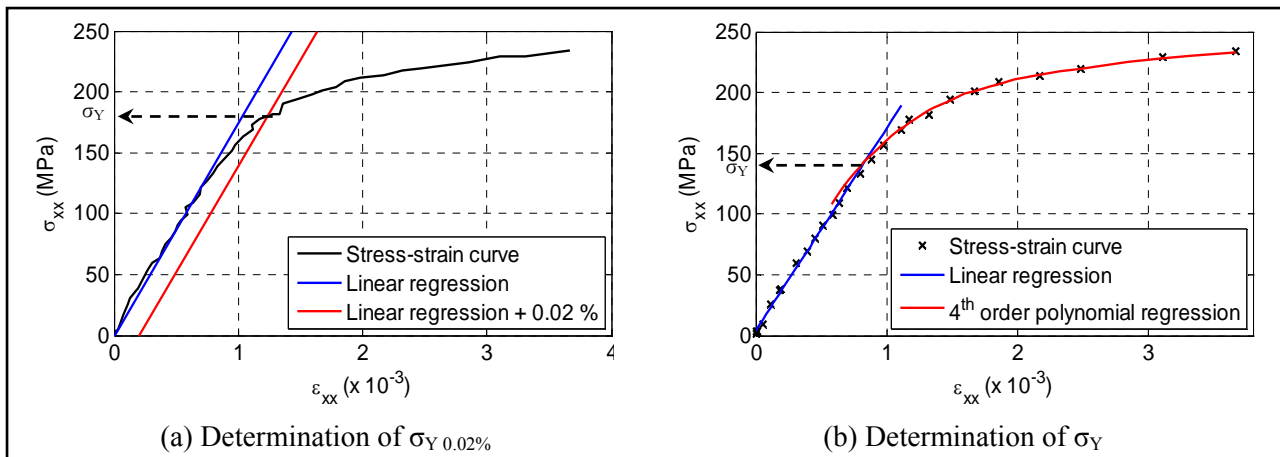 250
200
σY
150
100
50
0
σxx (MPa)
0
1
2
3
4
εxx (x 10-3)
Stress-strain curve
Linear regression
Linear regression + 0.02 %
(a) Determination of σY 0.02%
250
200
150
σY
100
50
0
σxx (MPa)
0
1
2
3
εxx (x 10-3)
Stress-strain curve
Linear regression
4th order polynomial regression
(b) Determination of σY